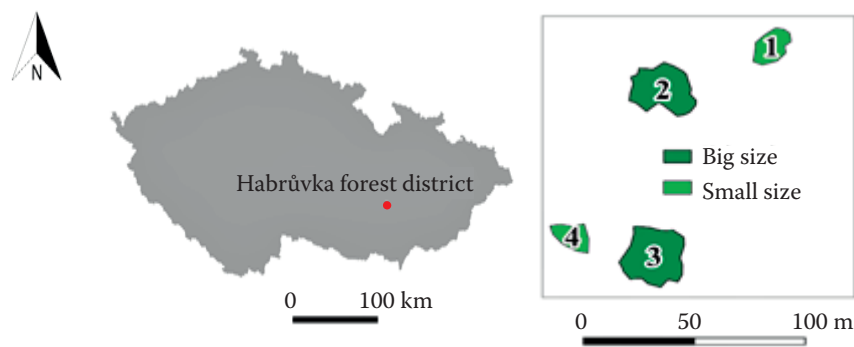 N
Habrůvka forest district
0 100 km
1
2
Big size
Small size
4
3
0 50 100 m